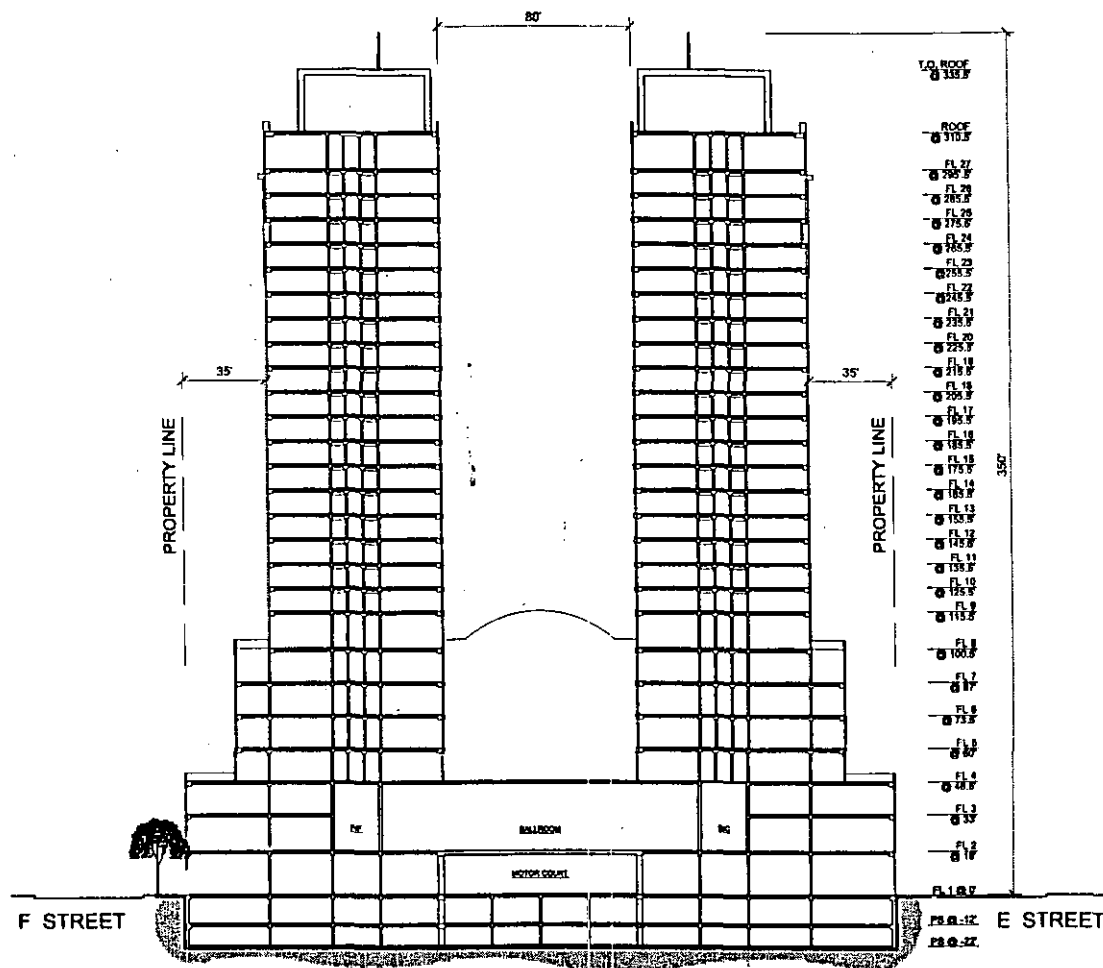 80'
T.O. ROOF
@ 335.5'
ROOF
@ 310.5'
FL 27
@ 295.5'
FL 26
@ 285.5'
FL 25
@ 275.5'
FL 24
@ 265.5'
FL 23
@ 255.5'
FL 22
@ 245.5'
FL 21
@ 235.5'
FL 20
@ 225.5'
@ 215.5'
@ 205.5'
FL 17
@ 195.5'
FL 16
@ 185.5'
FL 15
@ 175.5'
FL 14
@ 165.5'
FL 13
@ 155.5'
FL 12
@ 145.5'
FL 11
@ 135.5'
FL 10
@ 125.5'
FL 9
@ 115.5'
FL 8
@ 100.5'
FL 7
@ 87'
FL 6
@ 73.5'
FL 5
@ 60'
FL 4
@ 46.5'
FL 3
@ 33'
FL 2
@ 18'
FL 1 @ 0'
PS @ -12'
PS @ -22'
35'
35'
350'
PROPERTY LINE
PROPERTY LINE
BALLROOM
MOTOR COURT
F STREET
E STREET